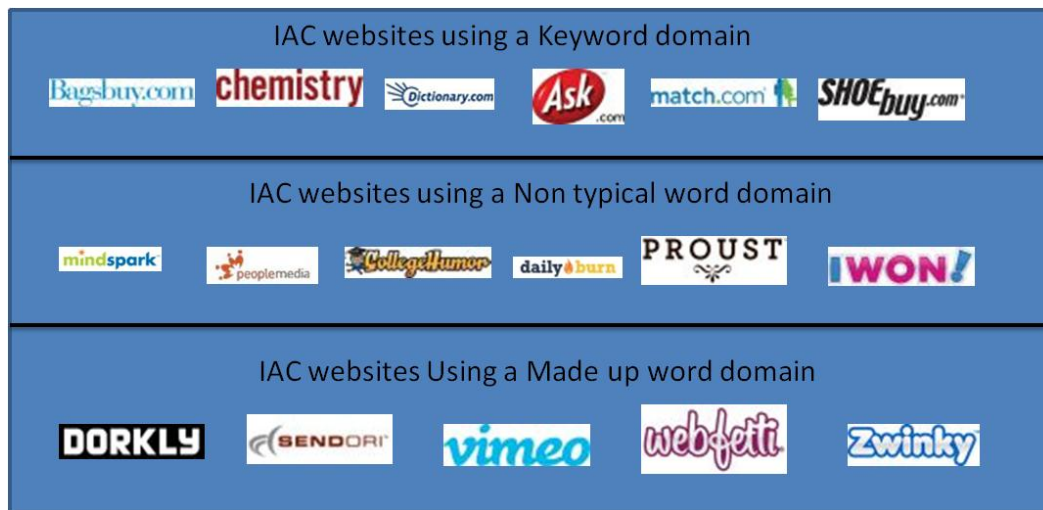 IAC websites using a Keyword domain
Bagsbuy.com chemistry Dictionary.com Ask.com match.com SHOEbuy.com
IAC websites using a Non typical word domain
mindspark peoplemedia CollegeHumor daily burn PROUST iWON!
IAC websites Using a Made up word domain
DORKLY SENDORI vimeo webfetti Zwinky